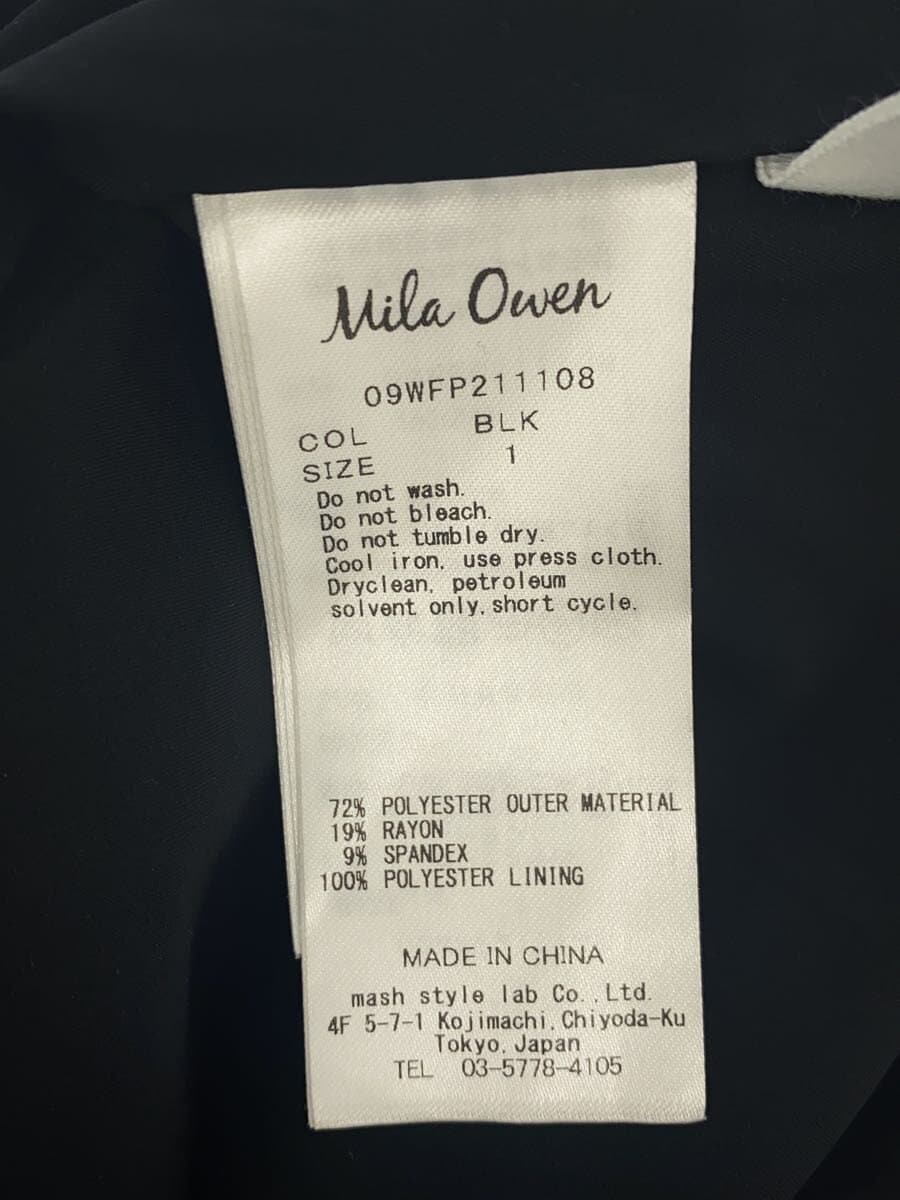 Mila Owen
09WFP211108
COL BLK
SIZE 1
Do not wash.
Do not bleach.
Do not tumble dry.
Cool iron, use press cloth.
Dryclean, petroleum
solvent only, short cycle.
72% POLYESTER OUTER MATERIAL
19% RAYON
9% SPANDEX
100% POLYESTER LINING
MADE IN CHINA
mash style lab Co.,Ltd.
4F 5-7-1 Kojimachi, Chiyoda-Ku
Tokyo, Japan
TEL 03-5778-4105